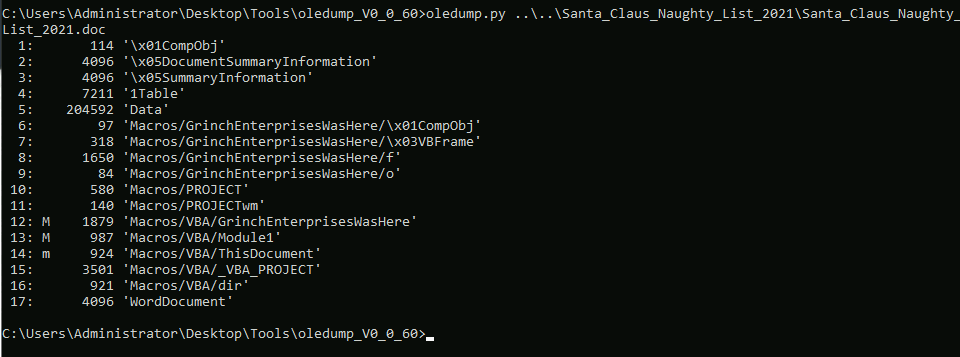 C:\Users\Administrator\Desktop\Tools\oledump_V0_0_60>oledump.py ..\..\Santa_Claus_Naughty_List_2021\Santa_Claus_Naughty_
List_2021.doc
  1:       114 '\x01CompObj'
  2:      4096 '\x05DocumentSummaryInformation'
  3:      4096 '\x05SummaryInformation'
  4:      7211 '1Table'
  5:    204592 'Data'
  6:        97 'Macros/GrinchEnterprisesWasHere/\x01CompObj'
  7:       318 'Macros/GrinchEnterprisesWasHere/\x03VBFrame'
  8:      1650 'Macros/GrinchEnterprisesWasHere/f'
  9:        84 'Macros/GrinchEnterprisesWasHere/o'
 10:       580 'Macros/PROJECT'
 11:       140 'Macros/PROJECTwm'
 12: M    1879 'Macros/VBA/GrinchEnterprisesWasHere'
 13: M     987 'Macros/VBA/Module1'
 14: m     924 'Macros/VBA/ThisDocument'
 15:      3501 'Macros/VBA/_VBA_PROJECT'
 16:       921 'Macros/VBA/dir'
 17:      4096 'WordDocument'
C:\Users\Administrator\Desktop\Tools\oledump_V0_0_60>